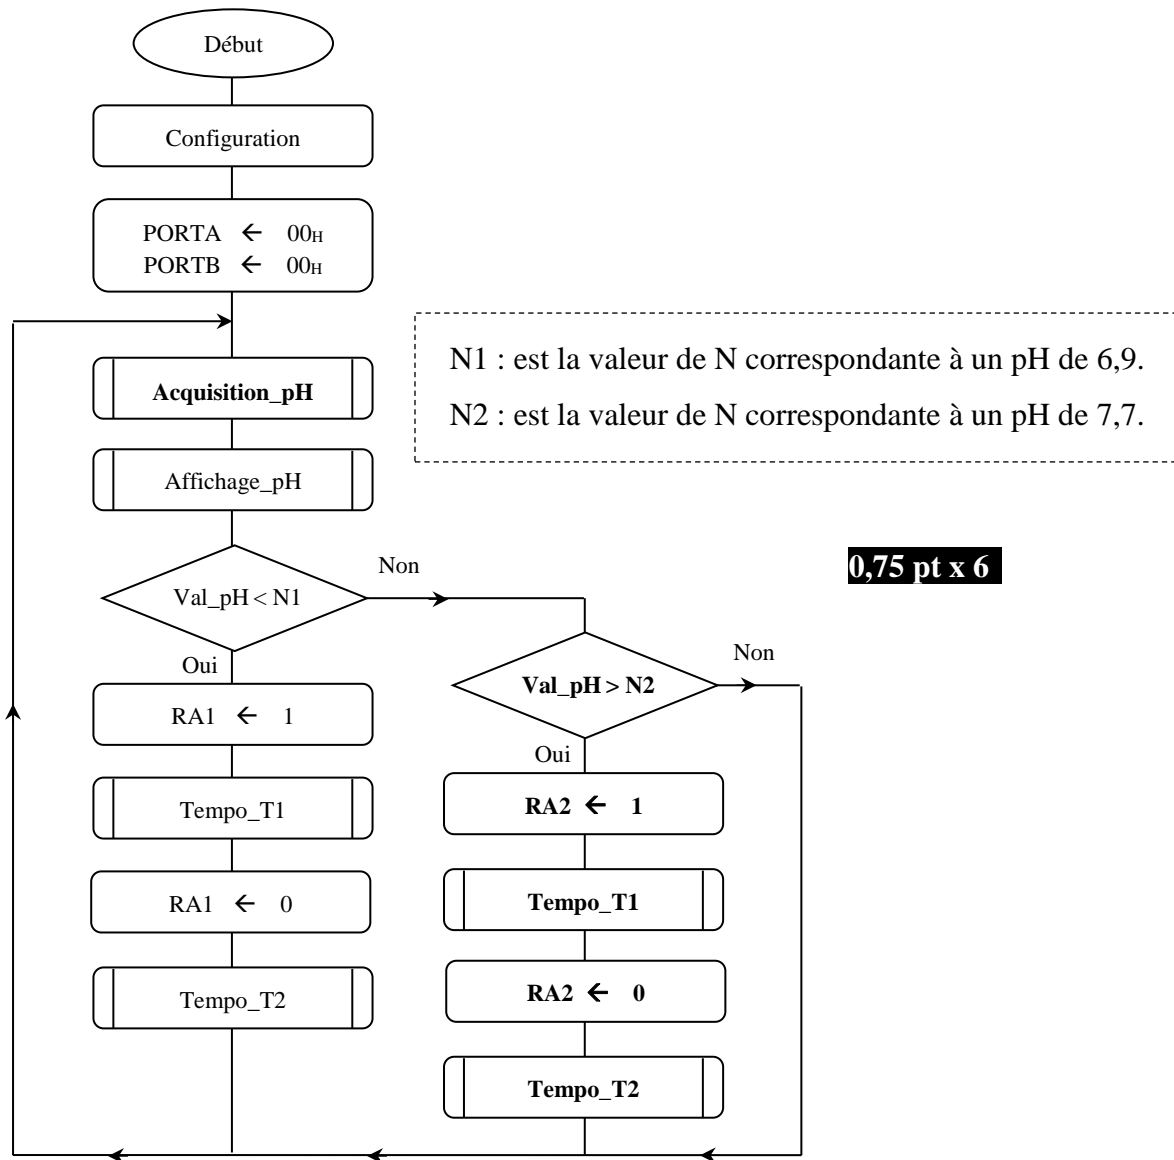 Début
Configuration
PORTA ← 00H
PORTB ← 00H
N1 : est la valeur de N correspondante à un pH de 6,9.
N2 : est la valeur de N correspondante à un pH de 7,7.
Acquisition_pH
Affichage_pH
Non
0,75 pt x 6
Val_pH < N1
Oui
Non
Val_pH > N2
RA1 ← 1
Oui
Tempo_T1
RA2 ← 1
RA1 ← 0
Tempo_T1
Tempo_T2
RA2 ← 0
Tempo_T2